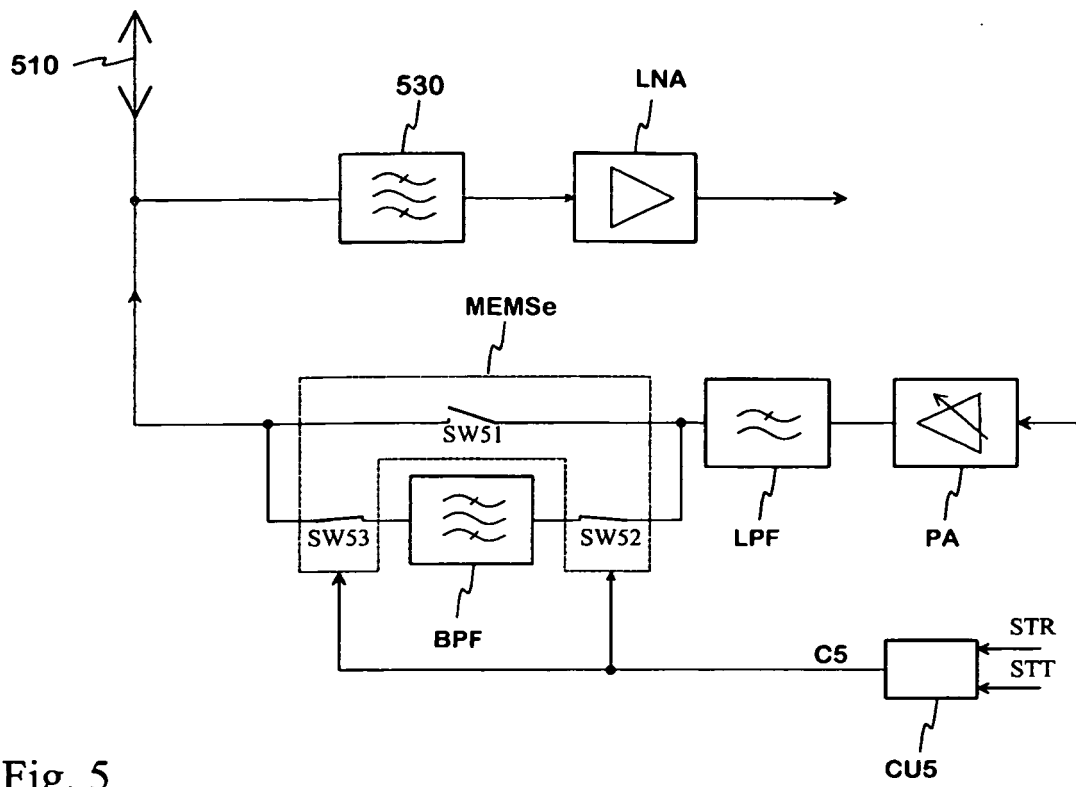 510
530
LNA
MEMSe
SW51
SW53
SW52
LPF
PA
BPF
C5
STR
STT
CU5
Fig. 5